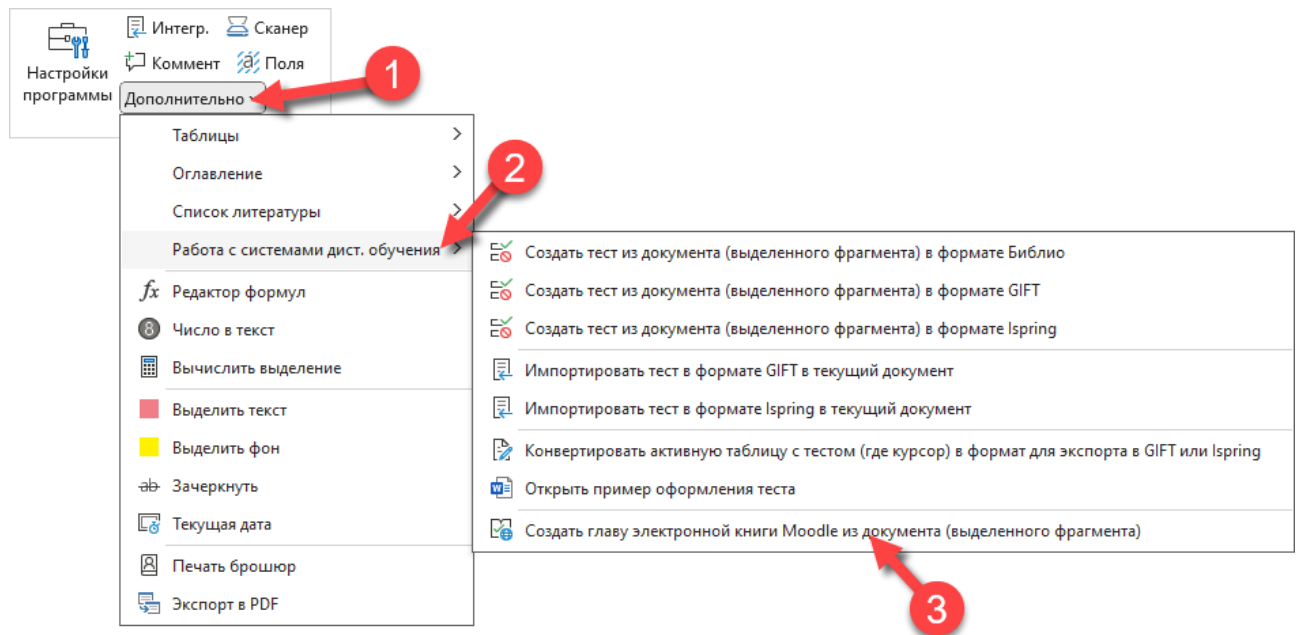 Интегр. Сканер
Настройки программы
Коммент Поля
1
Дополнительно
Таблицы
Оглавление
2
Список литературы
Работа с системами дист. обучения
Создать тест из документа (выделенного фрагмента) в формате Библио
Создать тест из документа (выделенного фрагмента) в формате GIFT
Создать тест из документа (выделенного фрагмента) в формате Ispring
Импортировать тест в формате GIFT в текущий документ
Импортировать тест в формате Ispring в текущий документ
Конвертировать активную таблицу с тестом (где курсор) в формат для экспорта в GIFT или Ispring
Открыть пример оформления теста
Создать главу электронной книги Moodle из документа (выделенного фрагмента)
3
fx Редактор формул
8 Число в текст
Вычислить выделение
Выделить текст
Выделить фон
ab Зачеркнуть
Текущая дата
Печать брошюр
Экспорт в PDF